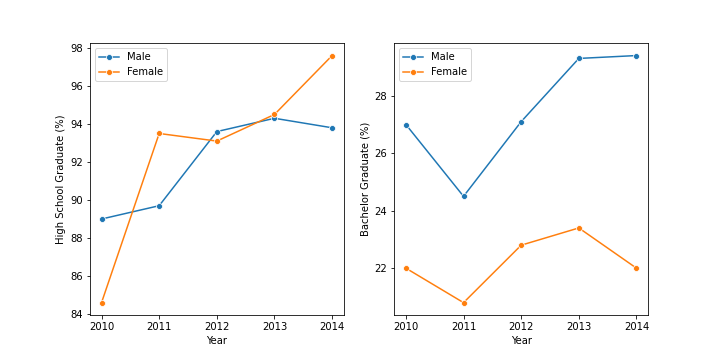 Male
Female
High School Graduate (%)
98
96
94
92
90
88
86
84
2010 2011 2012 2013 2014
Year
Male
Female
Bachelor Graduate (%)
28
26
24
22
2010 2011 2012 2013 2014
Year